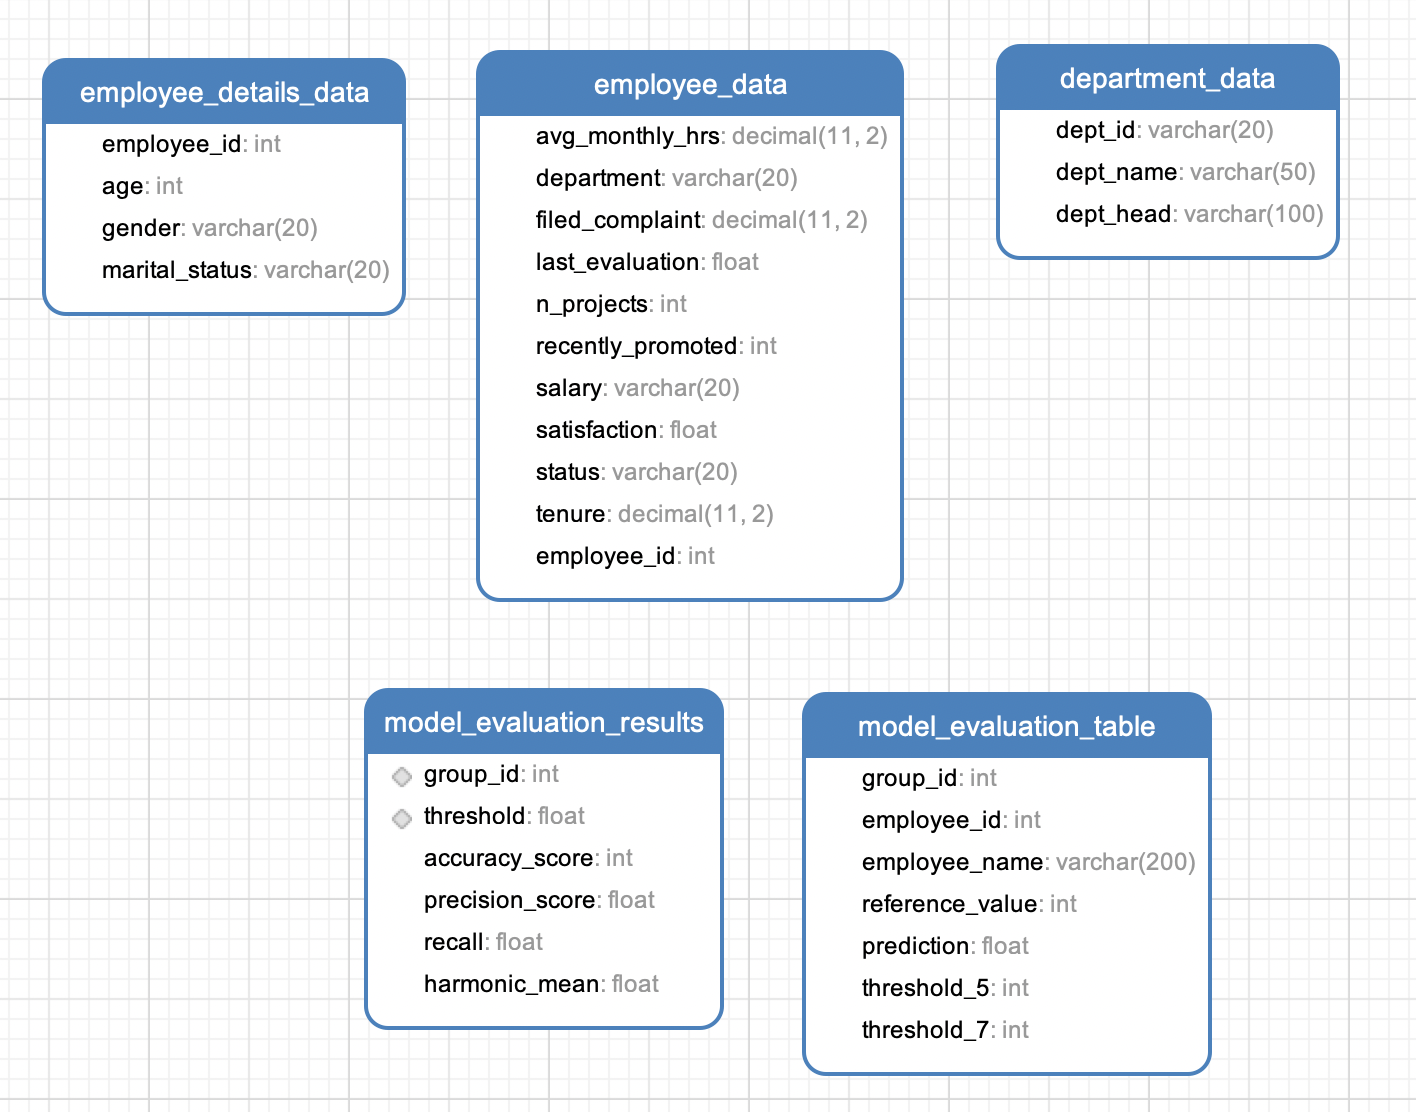 employee_details_data
employee_id: int
age: int
gender: varchar(20)
marital_status: varchar(20)
employee_data
avg_monthly_hrs: decimal(11, 2)
department: varchar(20)
filed_complaint: decimal(11, 2)
last_evaluation: float
n_projects: int
recently_promoted: int
salary: varchar(20)
satisfaction: float
status: varchar(20)
tenure: decimal(11, 2)
employee_id: int
department_data
dept_id: varchar(20)
dept_name: varchar(50)
dept_head: varchar(100)
model_evaluation_results
group_id: int
threshold: float
accuracy_score: int
precision_score: float
recall: float
harmonic_mean: float
model_evaluation_table
group_id: int
employee_id: int
employee_name: varchar(200)
reference_value: int
prediction: float
threshold_5: int
threshold_7: int